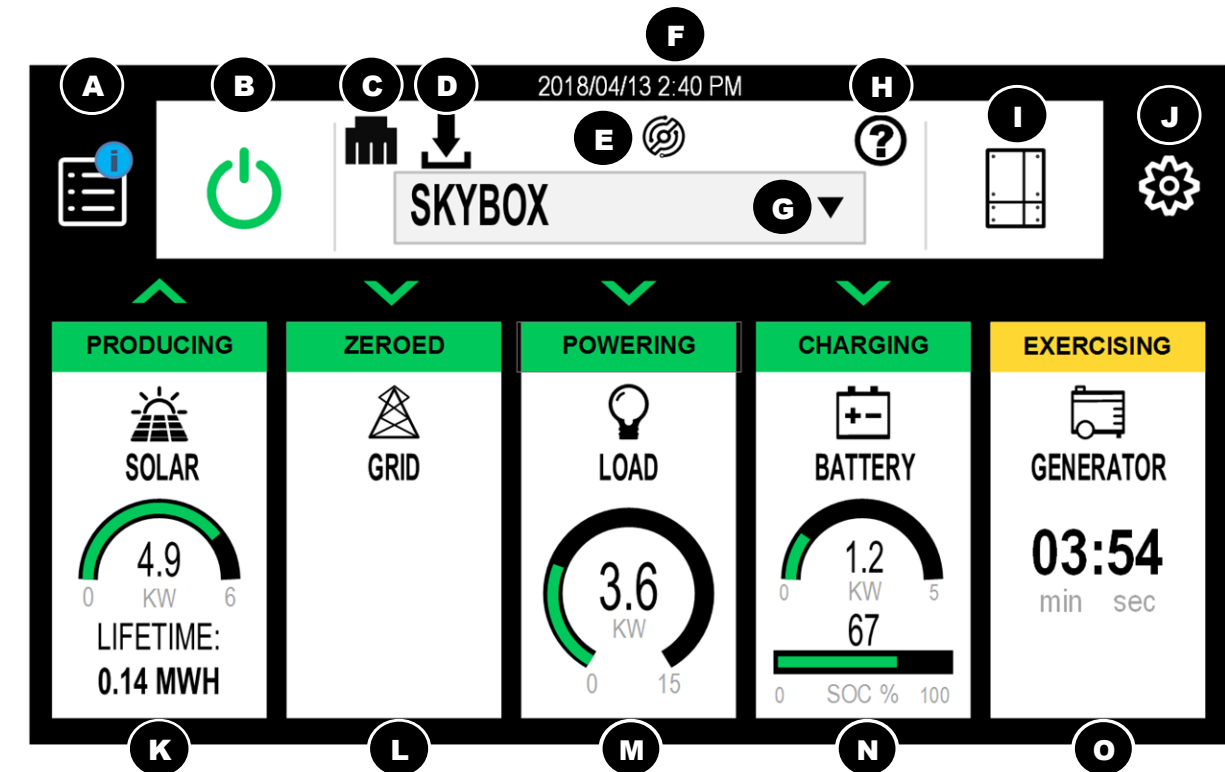 F
A B C D 2018/04/13 2:40 PM H I J
i E ?
SKYBOX G
PRODUCING ZEROED POWERING CHARGING EXERCISING
+ -
SOLAR GRID LOAD BATTERY GENERATOR
4.9 3.6 1.2 03:54
0 KW 6 KW 0 KW 5 min sec
LIFETIME: 67
0.14 MWH 0 15 0 SOC % 100
K L M N O